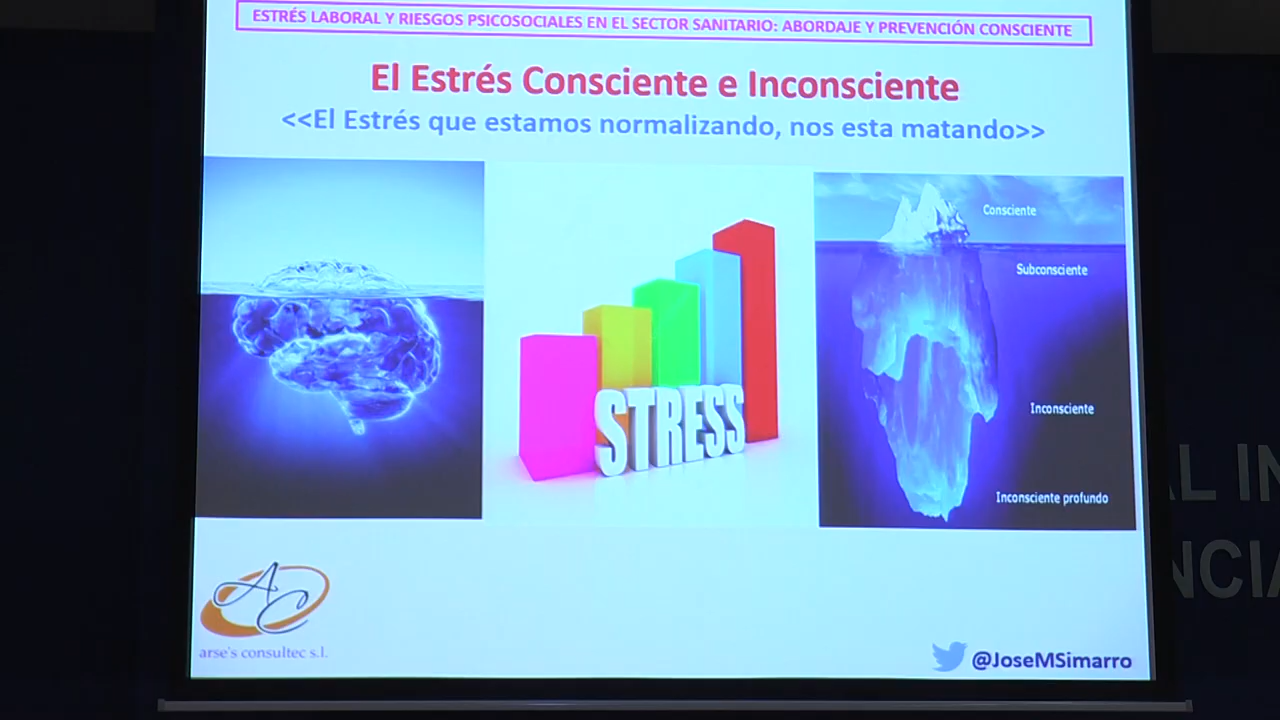 ESTRÉS LABORAL Y RIESGOS PSICOSOCIALES EN EL SECTOR SANITARIO: ABORDAJE Y PREVENCIÓN CONSCIENTE
El Estrés Consciente e Inconsciente
<<El Estrés que estamos normalizando, nos esta matando>>
Consciente
Subconsciente
Inconsciente
Inconsciente profundo
STRESS
AC
arse's consultec s.l.
@JoseMSimarro